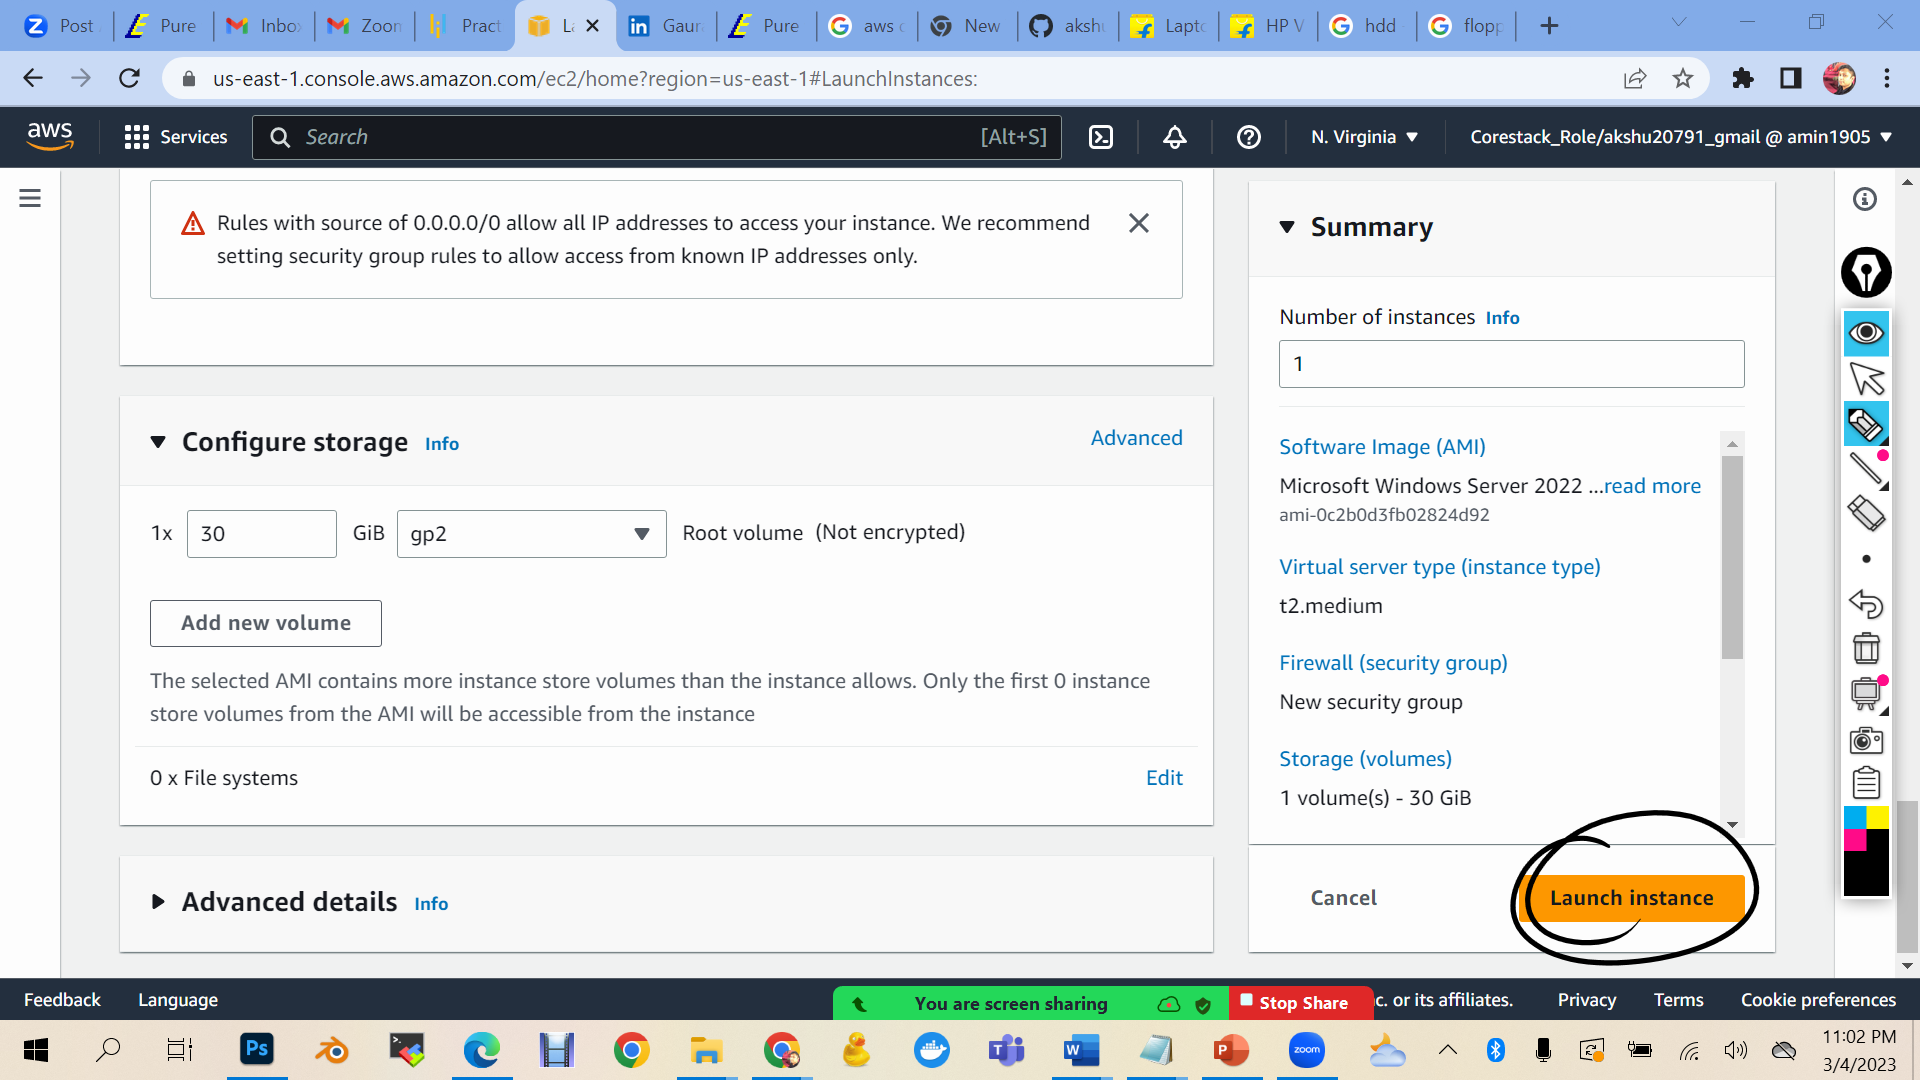 Post
Pure
Inbo
Zoon
Pract
La
Gaur
Pure
aws c
New
akshu
Lapto
HP V
hdd
flopp
us-east-1.console.aws.amazon.com/ec2/home?region=us-east-1#LaunchInstances:
aws
Services
Search
[Alt+S]
N. Virginia
Corestack_Role/akshu20791_gmail @ amin1905
Rules with source of 0.0.0.0/0 allow all IP addresses to access your instance. We recommend
setting security group rules to allow access from known IP addresses only.
Configure storage Info
Advanced
1x 30 GiB gp2 Root volume (Not encrypted)
Add new volume
The selected AMI contains more instance store volumes than the instance allows. Only the first 0 instance
store volumes from the AMI will be accessible from the instance
0 x File systems
Edit
Advanced details Info
Summary
Number of instances Info
1
Software Image (AMI)
Microsoft Windows Server 2022 ...read more
ami-0c2b0d3fb02824d92
Virtual server type (instance type)
t2.medium
Firewall (security group)
New security group
Storage (volumes)
1 volume(s) - 30 GiB
Cancel
Launch instance
Feedback
Language
You are screen sharing
Stop Share
c. or its affiliates.
Privacy
Terms
Cookie preferences
Ps
T
W
P
zoom
11:02 PM
3/4/2023